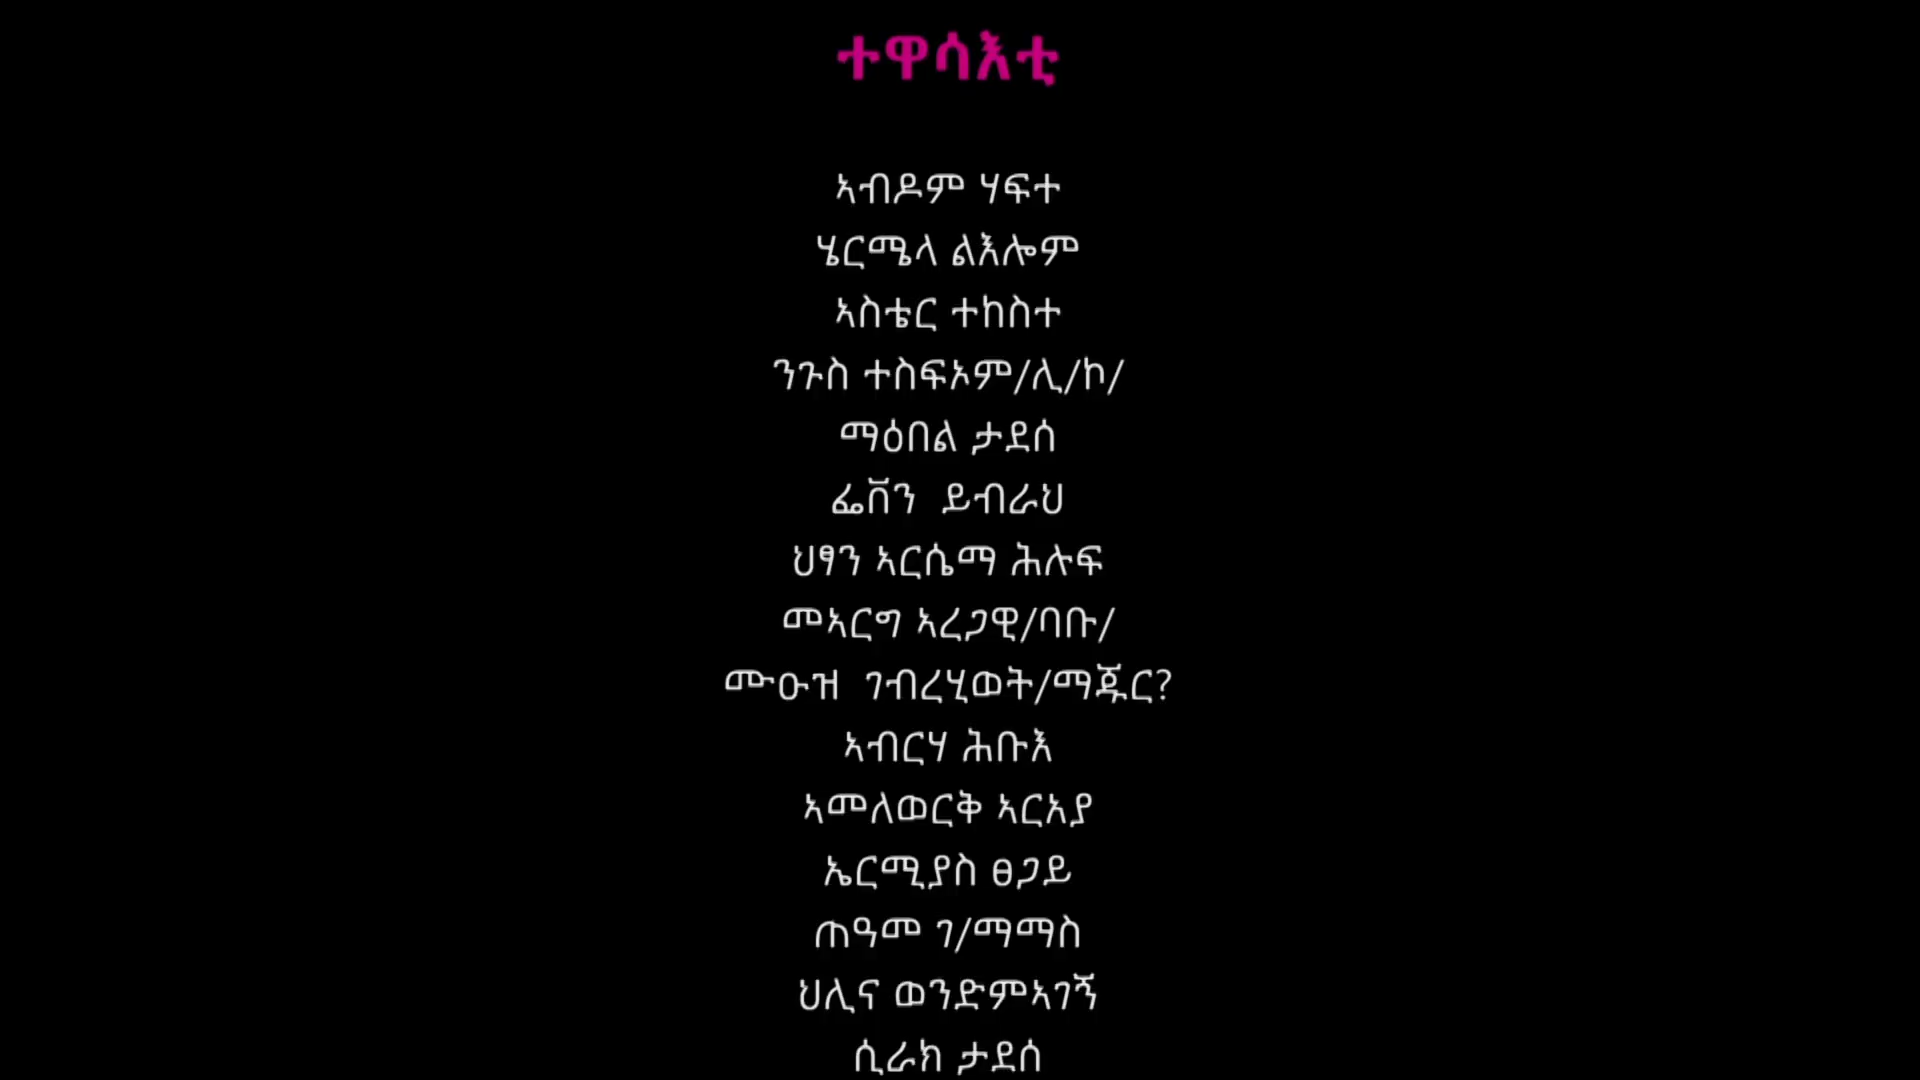 ተዋሳእቲ
ኣብዶም ሃፍተ
ሄርሜላ ልእሎም
ኣስቴር ተከስተ
ንጉስ ተስፍኦም/ሊ/ኮ/
ማዕበል ታደሰ
ፌቨን ይብራህ
ህፃን ኣርሴማ ሕሉፍ
መኣርግ ኣረጋዊ/ባቡ/
ሙዑዝ ገብረሂወት/ማጁር?
ኣብርሃ ሕቡእ
ኣመለወርቅ ኣርአያ
ኤርሚያስ ፀጋይ
ጠዓመ ገ/ማማስ
ህሊና ወንድምኣገኝ
ሲራክ ታደሰ